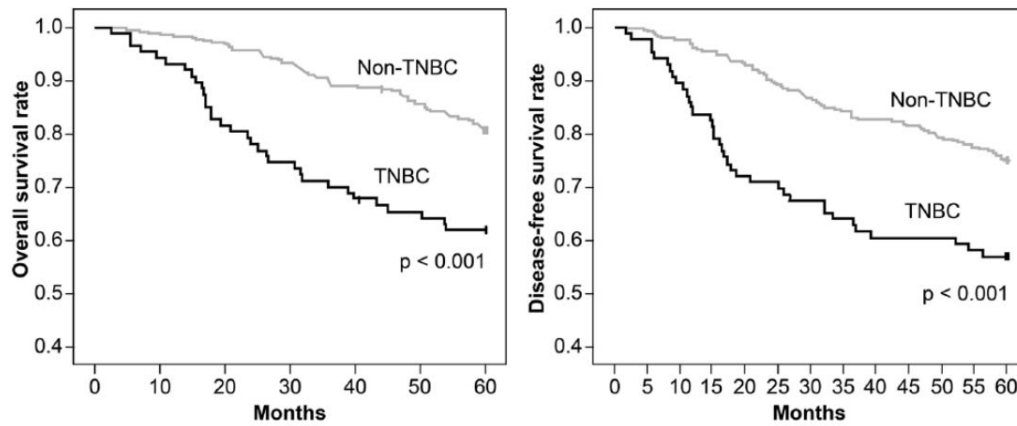 Overall survival rate
1.0
0.9
0.8
0.7
0.6
0.5
0.4
Non-TNBC
TNBC
p < 0.001
0 10 20 30 40 50 60
Months
Disease-free survival rate
1.0
0.9
0.8
0.7
0.6
0.5
0.4
Non-TNBC
TNBC
p < 0.001
0 5 10 15 20 25 30 35 40 45 50 55 60
Months